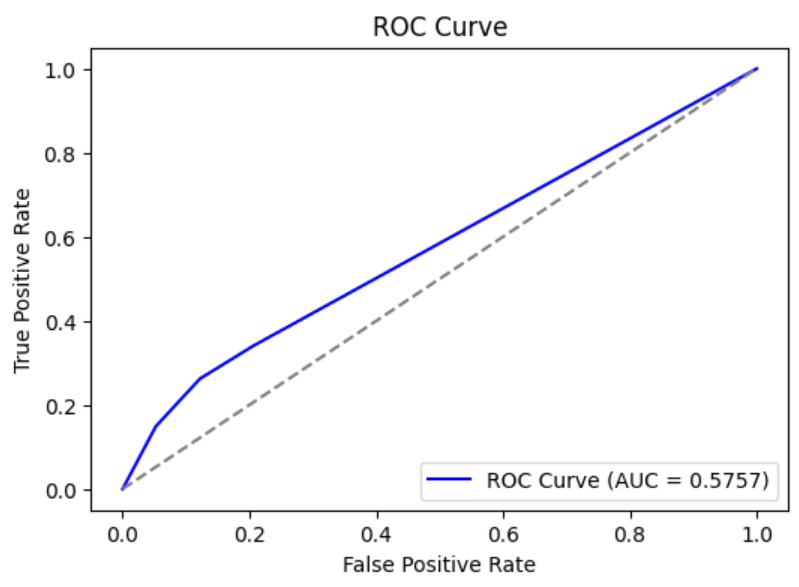 ROC Curve
1.0
0.8
0.6
0.4
0.2
0.0
True Positive Rate
ROC Curve (AUC = 0.5757)
0.0 0.2 0.4 0.6 0.8 1.0
False Positive Rate